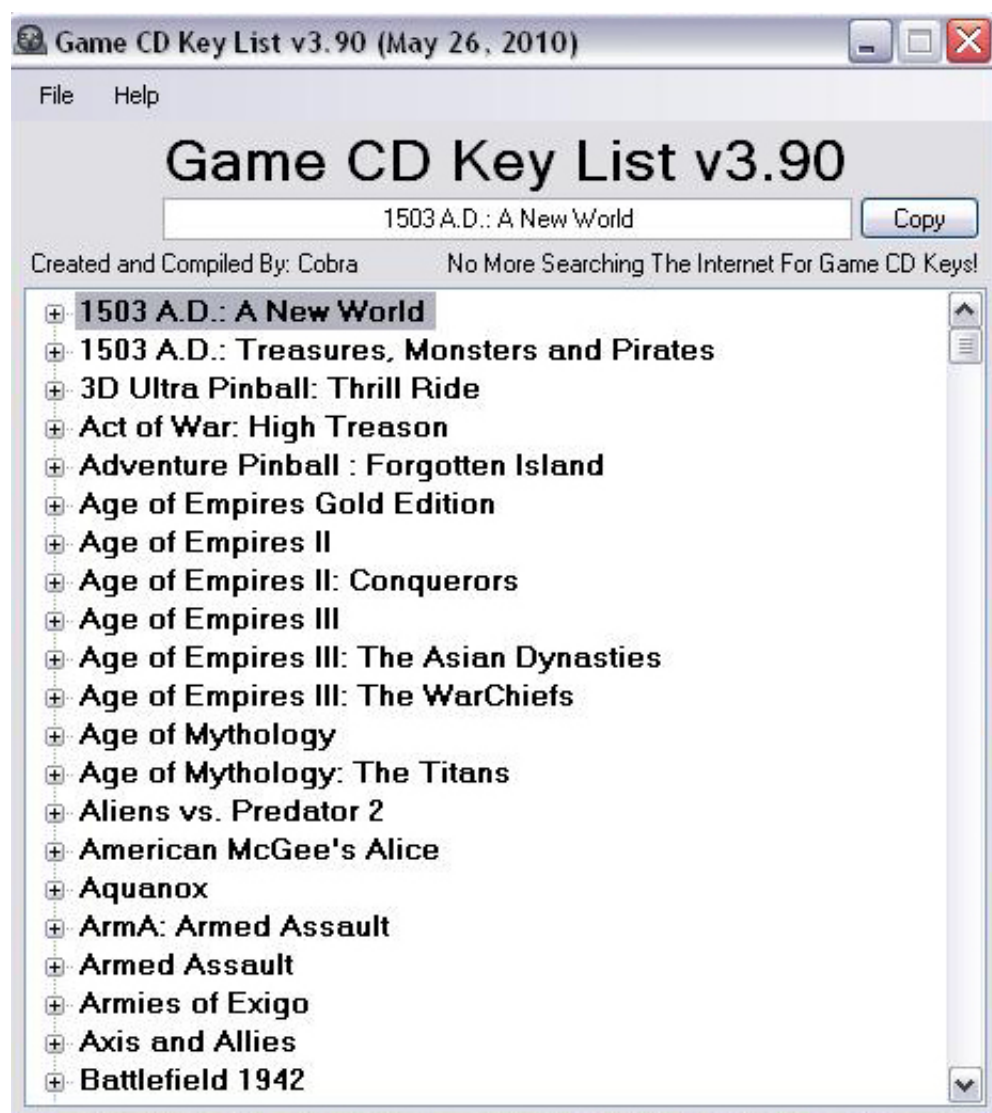 Game CD Key List v3.90 (May 26, 2010)
File Help
Game CD Key List v3.90
1503 A.D.: A New World Copy
Created and Compiled By: Cobra No More Searching The Internet For Game CD Keys!
1503 A.D.: A New World
1503 A.D.: Treasures, Monsters and Pirates
3D Ultra Pinball: Thrill Ride
Act of War: High Treason
Adventure Pinball : Forgotten Island
Age of Empires Gold Edition
Age of Empires II
Age of Empires II: Conquerors
Age of Empires III
Age of Empires III: The Asian Dynasties
Age of Empires III: The WarChiefs
Age of Mythology
Age of Mythology: The Titans
Aliens vs. Predator 2
American McGee's Alice
Aquanox
ArmA: Armed Assault
Armed Assault
Armies of Exigo
Axis and Allies
Battlefield 1942